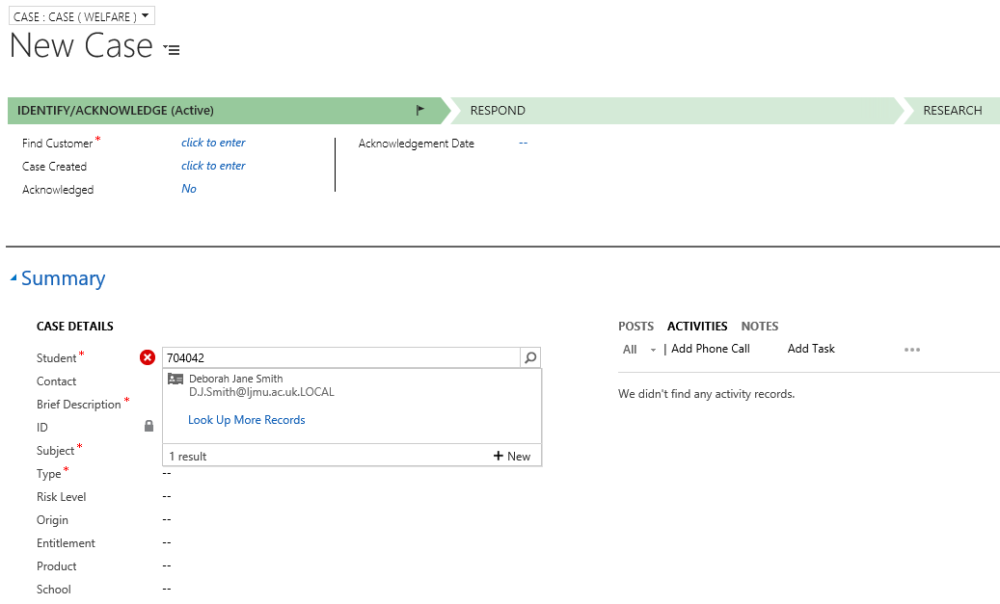 CASE : CASE ( WELFARE )
New Case
IDENTIFY/ACKNOWLEDGE (Active) RESPOND RESEARCH
Find Customer* click to enter Acknowledgement Date --
Case Created click to enter
Acknowledged No
Summary
CASE DETAILS POSTS ACTIVITIES NOTES
All | Add Phone Call Add Task •••
Student* 704042
Contact Deborah Jane Smith
D.J.Smith@ljmu.ac.uk.LOCAL We didn't find any activity records.
Brief Description*
Look Up More Records
ID
Subject* 1 result + New
Type* --
Risk Level --
Origin --
Entitlement --
Product --
School --